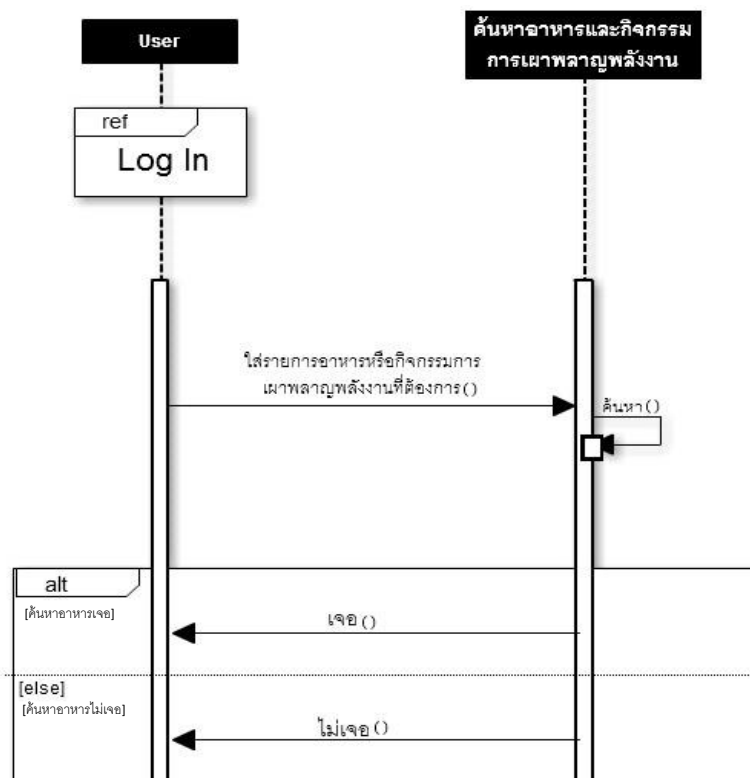 User
ค้นหาอาหารและกิจกรรม
การเผาพลาญพลังงาน
ref
Log In
ใส่รายการอาหารหรือกิจกรรมการ
เผาพลาญพลังงานที่ต้องการ()
ค้นหา()
alt
[ค้นหาอาหารเจอ]
เจอ()
[else]
[ค้นหาอาหารไม่เจอ]
ไม่เจอ()